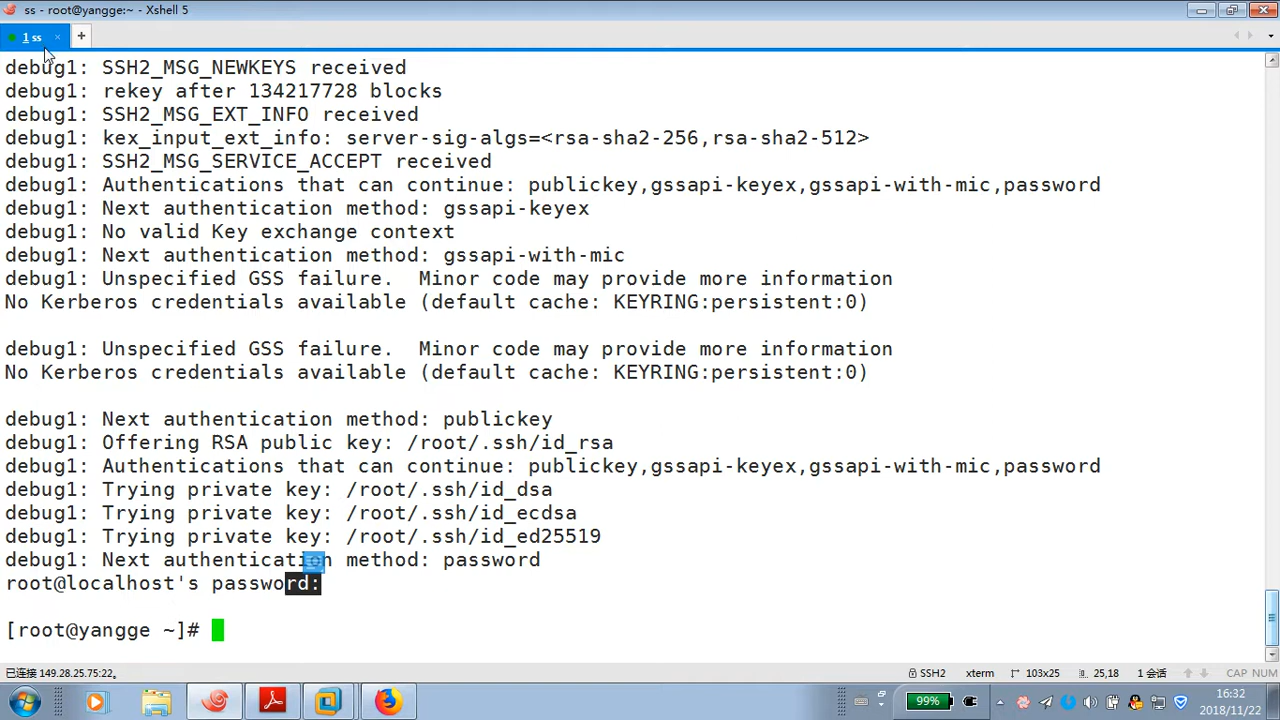 ss - root@yangge:~ - Xshell 5
1 ss × +
debug1: SSH2_MSG_NEWKEYS received
debug1: rekey after 134217728 blocks
debug1: SSH2_MSG_EXT_INFO received
debug1: kex_input_ext_info: server-sig-algs=<rsa-sha2-256,rsa-sha2-512>
debug1: SSH2_MSG_SERVICE_ACCEPT received
debug1: Authentications that can continue: publickey,gssapi-keyex,gssapi-with-mic,password
debug1: Next authentication method: gssapi-keyex
debug1: No valid Key exchange context
debug1: Next authentication method: gssapi-with-mic
debug1: Unspecified GSS failure.  Minor code may provide more information
No Kerberos credentials available (default cache: KEYRING:persistent:0)
debug1: Unspecified GSS failure.  Minor code may provide more information
No Kerberos credentials available (default cache: KEYRING:persistent:0)
debug1: Next authentication method: publickey
debug1: Offering RSA public key: /root/.ssh/id_rsa
debug1: Authentications that can continue: publickey,gssapi-keyex,gssapi-with-mic,password
debug1: Trying private key: /root/.ssh/id_dsa
debug1: Trying private key: /root/.ssh/id_ecdsa
debug1: Trying private key: /root/.ssh/id_ed25519
debug1: Next authentication method: password
root@localhost's password:
[root@yangge ~]#
已连接 149.28.25.75:22。 SSH2 xterm 103x25 25,18 1 会话 CAP NUM
99% 16:32
2018/11/22